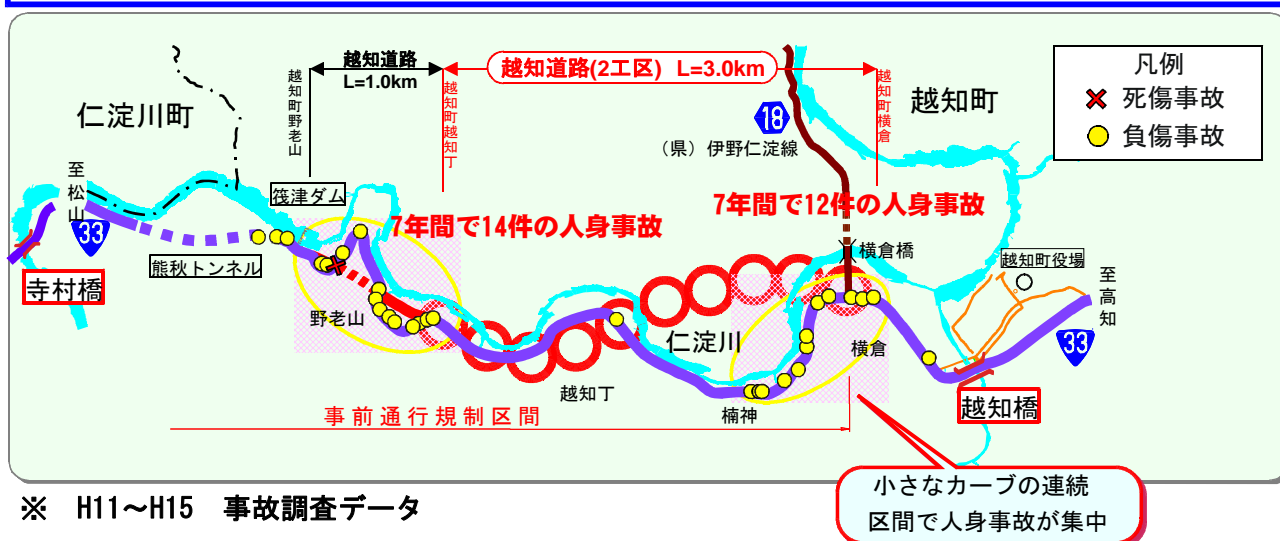 越知道路
L=1.0km
越知道路(2工区) L=3.0km
越知町野老山
越知町越知丁
越知町横倉
凡例
死傷事故
負傷事故
仁淀川町
越知町
18
(県)伊野仁淀線
至松山
33
筏津ダム
7年間で14件の人身事故
7年間で12件の人身事故
横倉橋
越知町役場
至高知
33
熊秋トンネル
寺村橋
野老山
仁淀川
横倉
越知丁
楠神
越知橋
事前通行規制区間
小さなカーブの連続
区間で人身事故が集中
※ H11~H15 事故調査データ